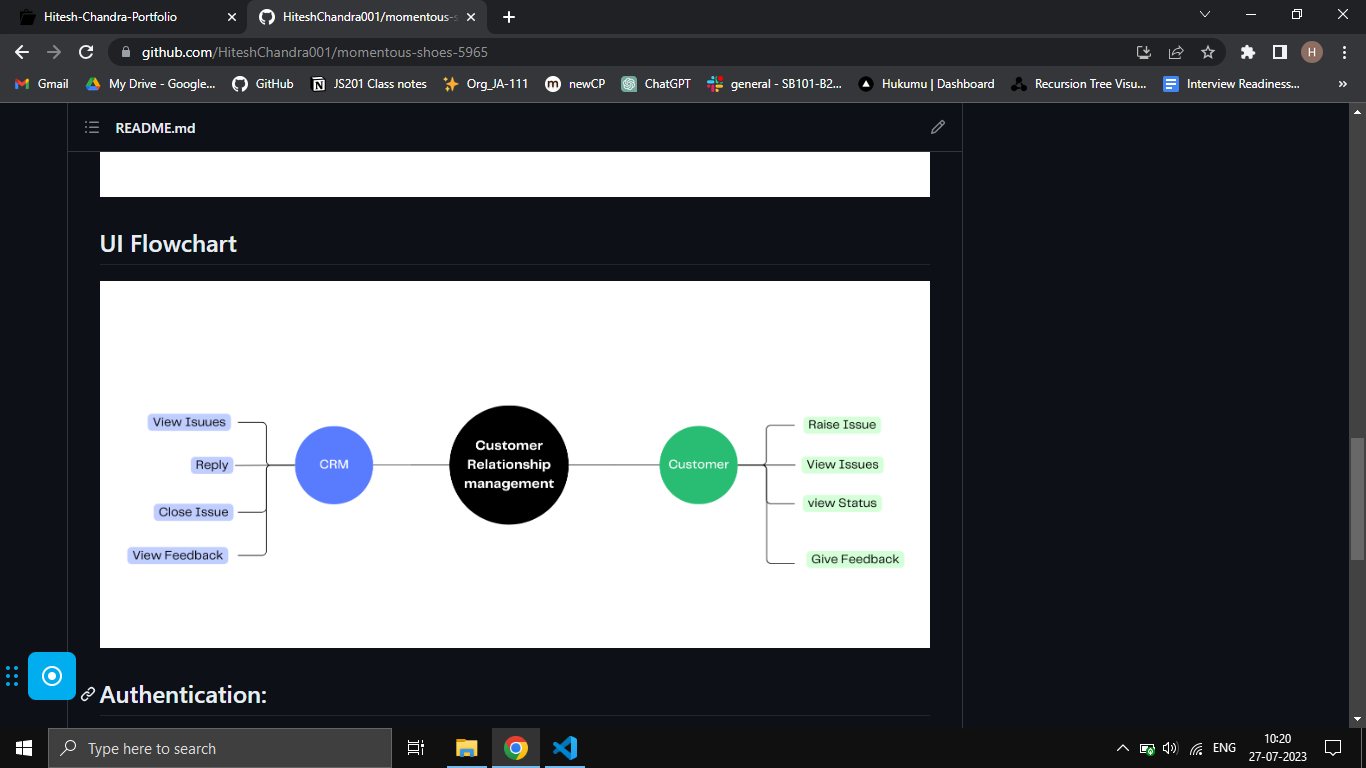 Hitesh-Chandra-Portfolio
HiteshChandra001/momentous-s
github.com/HiteshChandra001/momentous-shoes-5965
H
Gmail
My Drive - Google...
GitHub
JS201 Class notes
Org_JA-111
newCP
ChatGPT
general - SB101-B2...
Hukumu | Dashboard
Recursion Tree Visu...
Interview Readiness...
»
README.md
UI Flowchart
View Isuues
Reply
Close Issue
View Feedback
CRM
Customer
Relationship
management
Customer
Raise Issue
View Issues
view Status
Give Feedback
Authentication:
Type here to search
ENG
10:20
27-07-2023